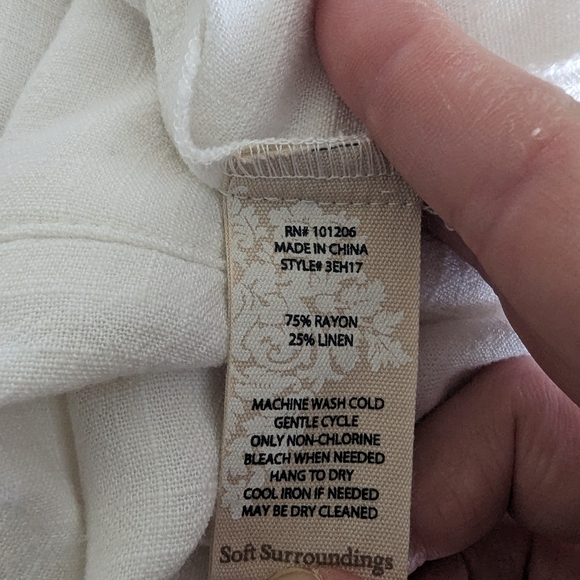 RN# 101206
MADE IN CHINA
STYLE# 3EH17
75% RAYON
25% LINEN
MACHINE WASH COLD
GENTLE CYCLE
ONLY NON-CHLORINE
BLEACH WHEN NEEDED
HANG TO DRY
COOL IRON IF NEEDED
MAY BE DRY CLEANED
Soft Surroundings